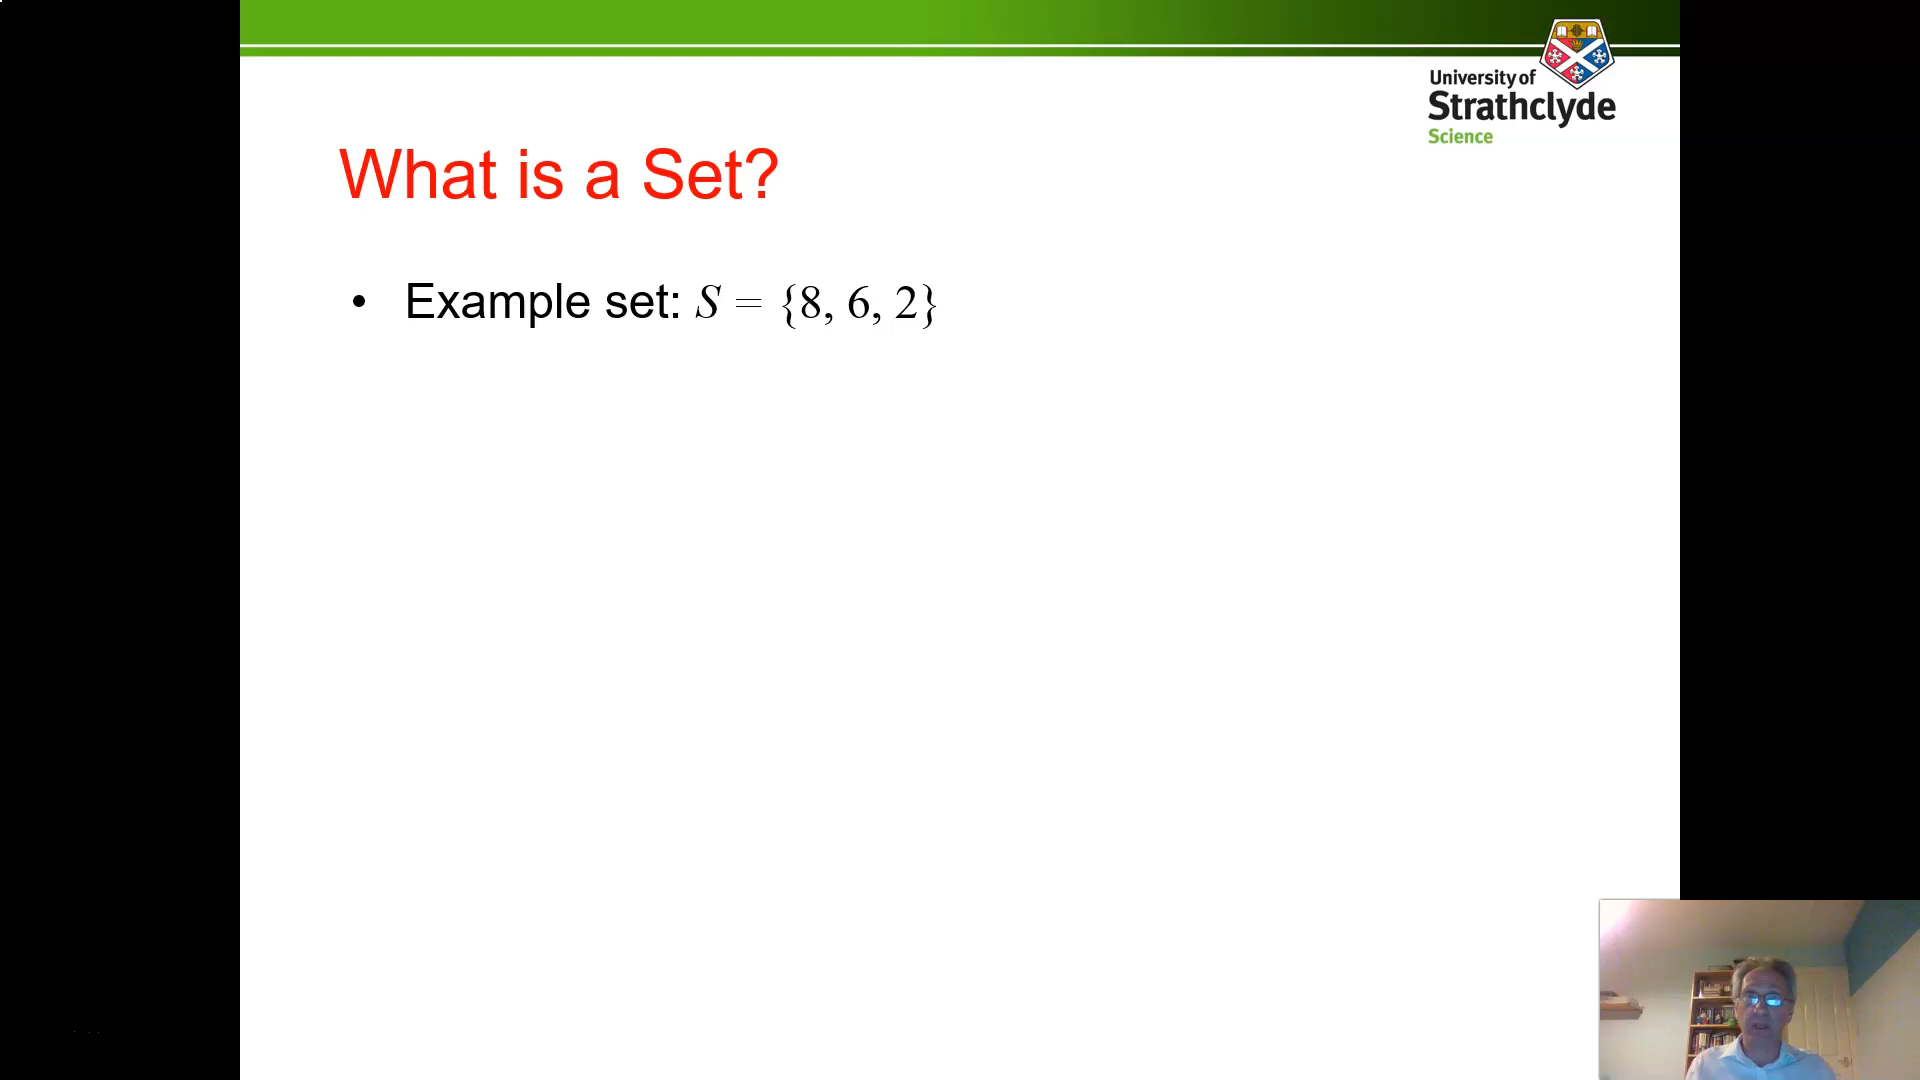 University of
Strathclyde
Science
What is a Set?
• Example set: S = {8, 6, 2}